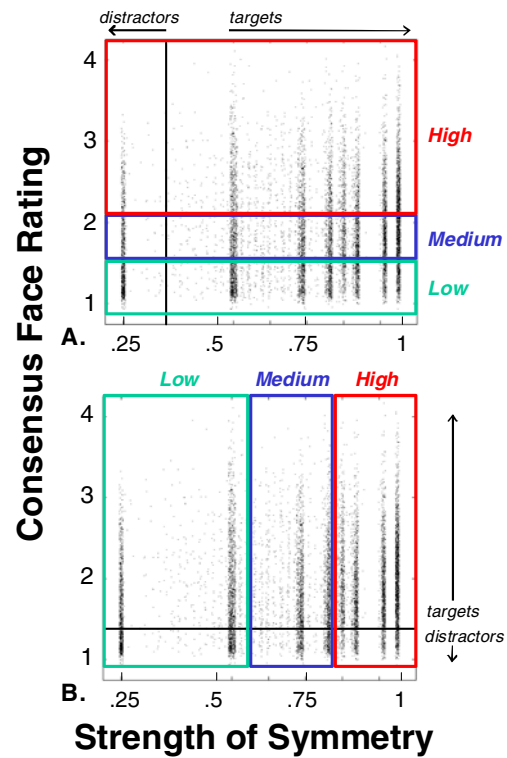 distractors targets
4
High
3
2
Medium
Low
1
A.
.25 .5 .75 1
Consensus Face Rating
Low Medium High
4
3
2
targets
distractors
1
B.
.25 .5 .75 1
Strength of Symmetry